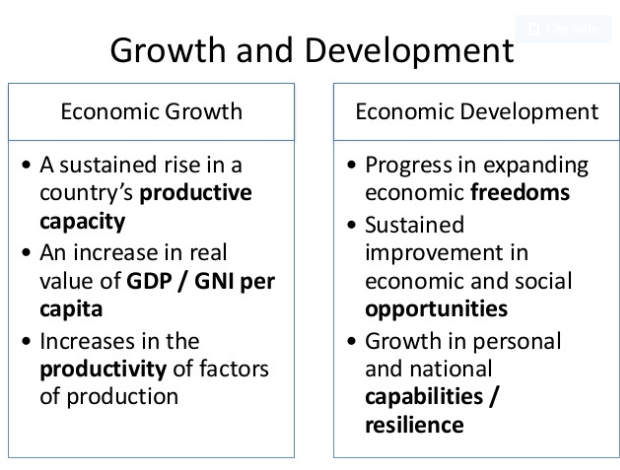 Clip slide
Growth and Development
Economic Growth
• A sustained rise in a
country's productive
capacity
• An increase in real
value of GDP / GNI per
capita
• Increases in the
productivity of factors
of production
Economic Development
• Progress in expanding
economic freedoms
• Sustained
improvement in
economic and social
opportunities
• Growth in personal
and national
capabilities /
resilience